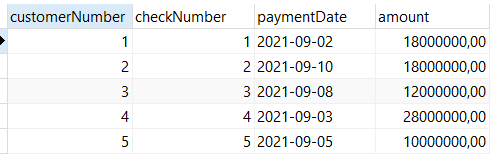 customerNumber checkNumber paymentDate amount
1 1 2021-09-02 18000000,00
2 2 2021-09-10 18000000,00
3 3 2021-09-08 12000000,00
4 4 2021-09-03 28000000,00
5 5 2021-09-05 10000000,00